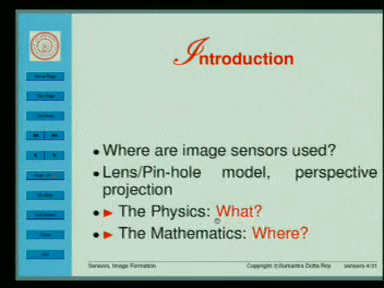 Introduction
Where are image sensors used?
Lens/Pin-hole model, perspective
projection
The Physics: What?
The Mathematics: Where?
Sensors, Image Formation
Copyright ©Sumantra Dutta Roy
sensors-4/31